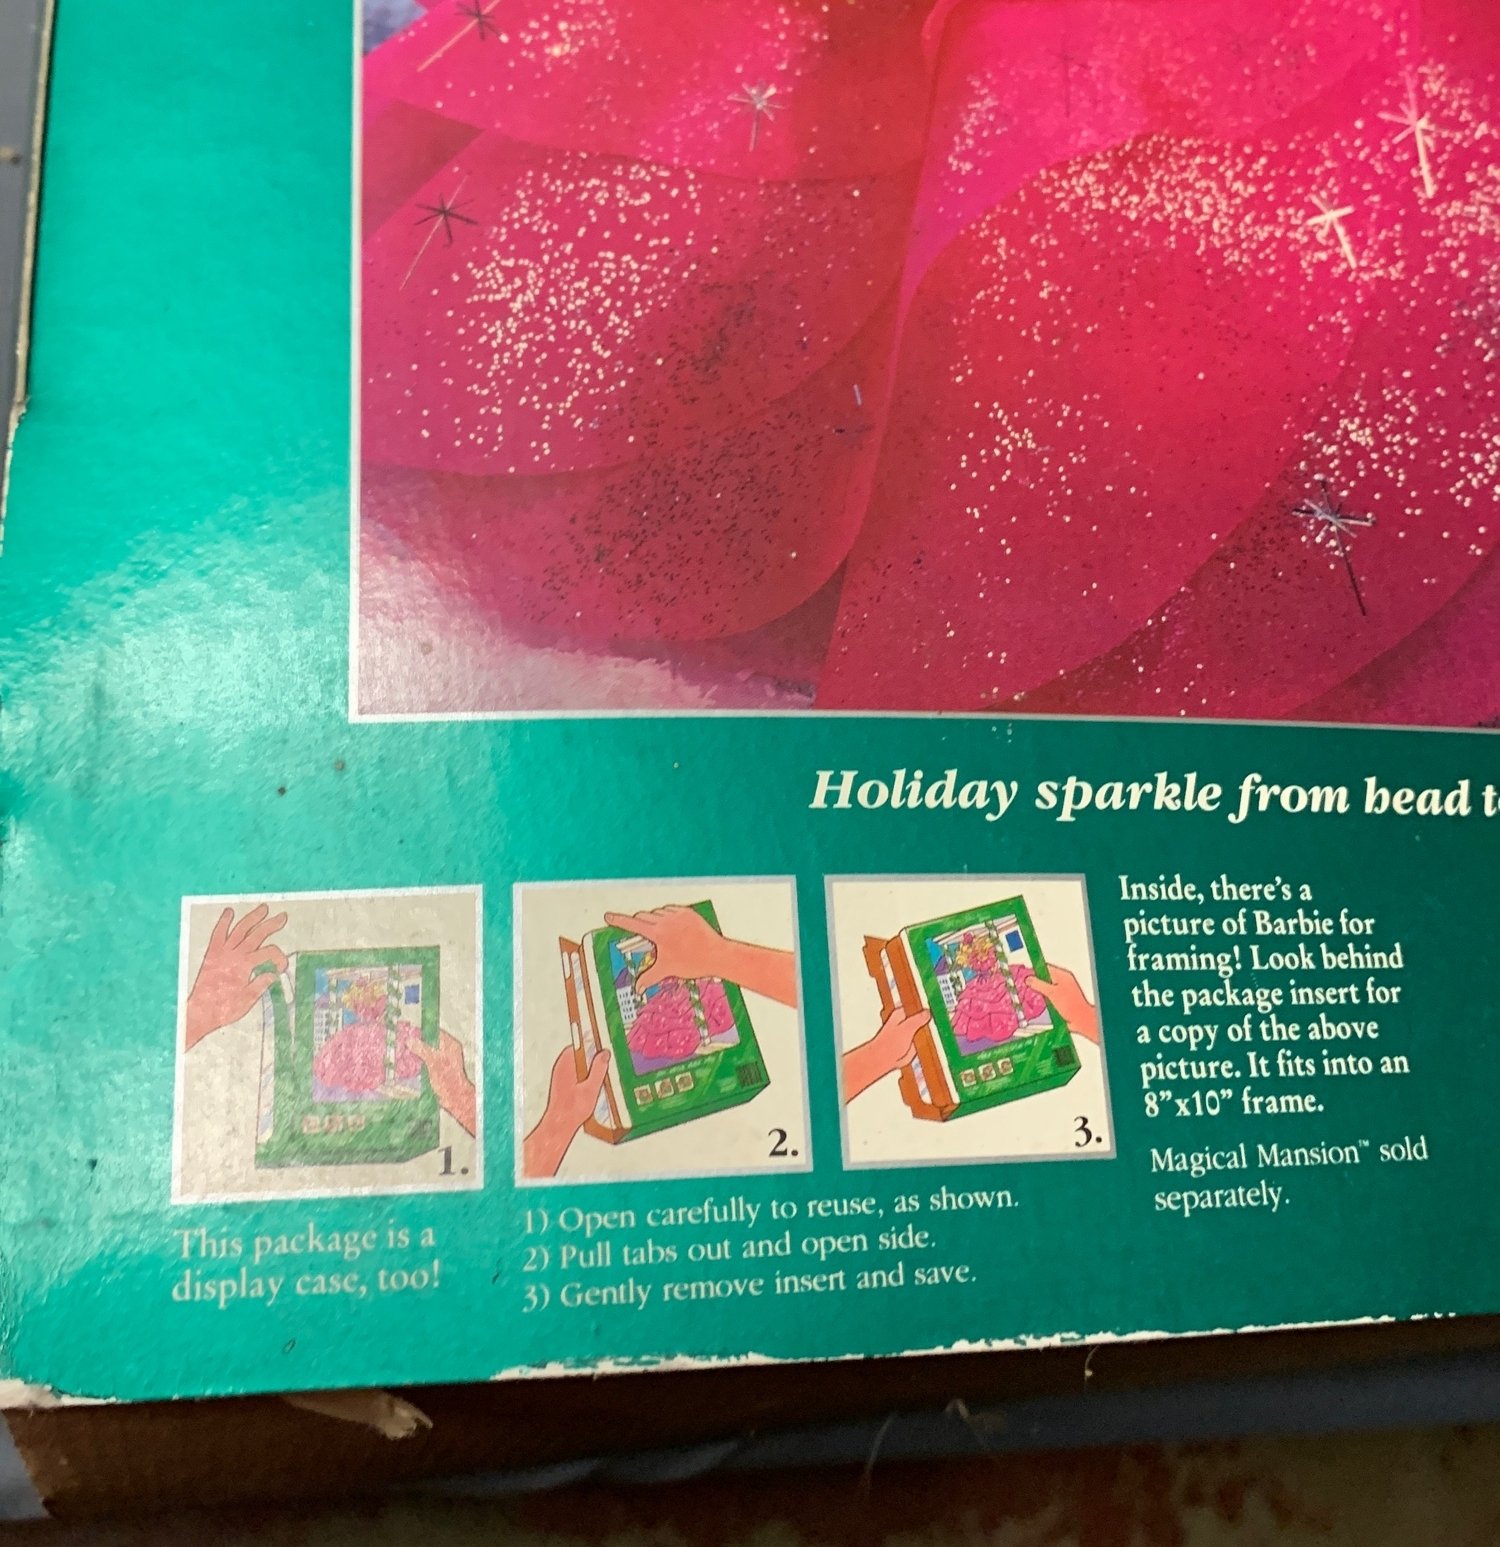 Holiday sparkle from head
1.
2.
3.
This package is a
display case, too!
1) Open carefully to reuse, as shown.
2) Pull tabs out and open side.
3) Gently remove insert and save.
Inside, there's a
picture of Barbie for
framing! Look behind
the package insert for
a copy of the above
picture. It fits into an
8"x10" frame.
Magical Mansion™ sold
separately.